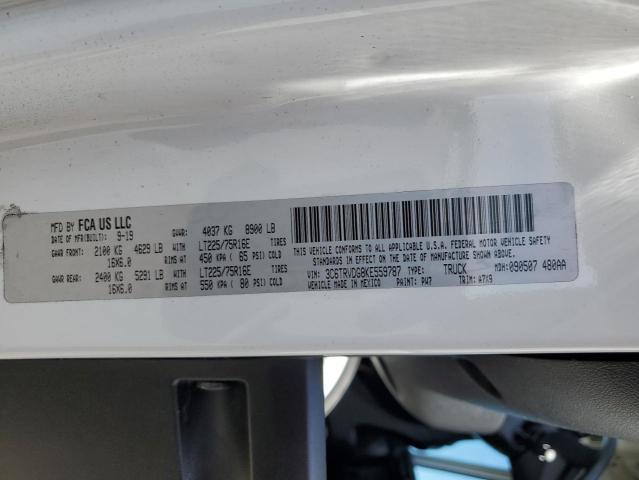 MFD BY FCA US LLC
DATE OF MFR(BUILT): 9-19 GVWR: 4037 KG 8900 LB
GAWR FRONT: 2100 KG 4629 LB WITH LT225/75R16E TIRES
16X6.0 RIMS AT 450 KPA ( 65 PSI) COLD
GAWR REAR: 2400 KG 5291 LB WITH LT225/75R16E TIRES
16X6.0 RIMS AT 550 KPA ( 80 PSI) COLD
THIS VEHICLE CONFORMS TO ALL APPLICABLE U.S.A. FEDERAL MOTOR VEHICLE SAFETY
STANDARDS IN EFFECT ON THE DATE OF MANUFACTURE SHOWN ABOVE.
VIN: 3C6TRVDG8KE559787 TYPE: TRUCK MDH: 090507 480AA
VEHICLE MADE IN MEXICO PAINT: PW7 TRIM: A7X9